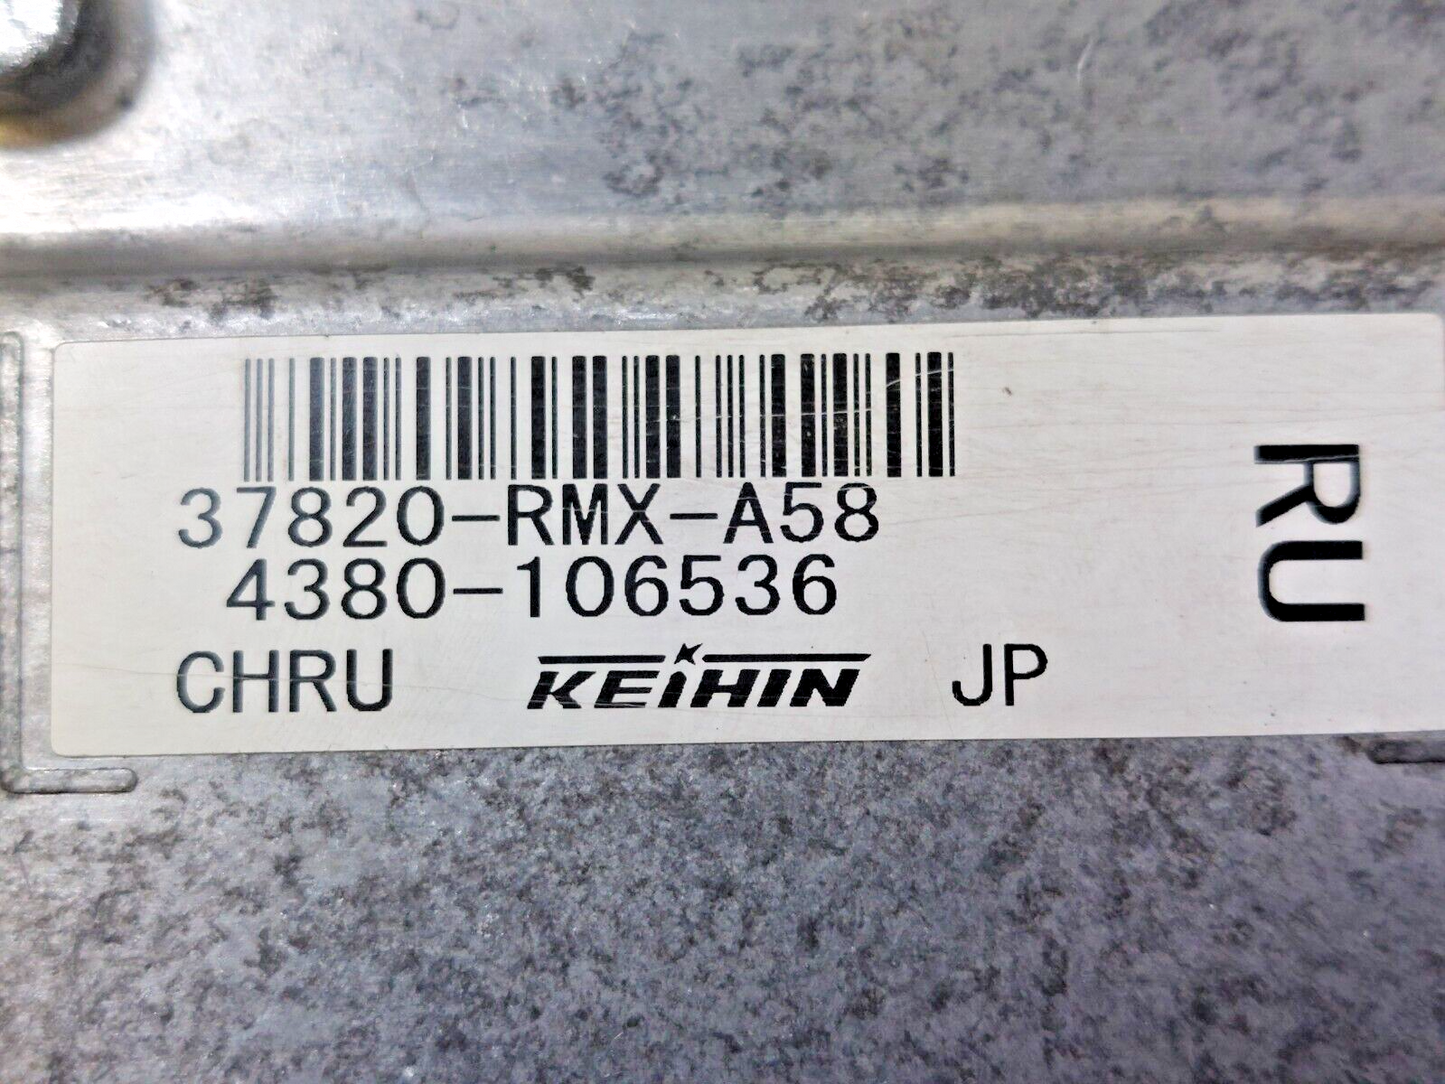 37820-RMX-A58
4380-106536
CHRU KEIHIN JP
RU